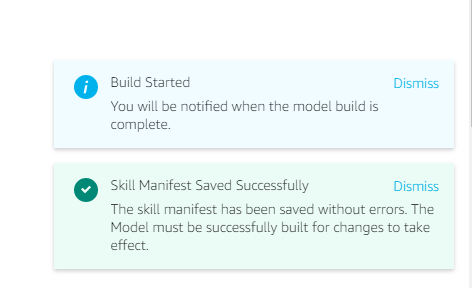 Build Started
Dismiss
You will be notified when the model build is
complete.
Skill Manifest Saved Successfully
Dismiss
The skill manifest has been saved without errors. The
Model must be successfully built for changes to take
effect.